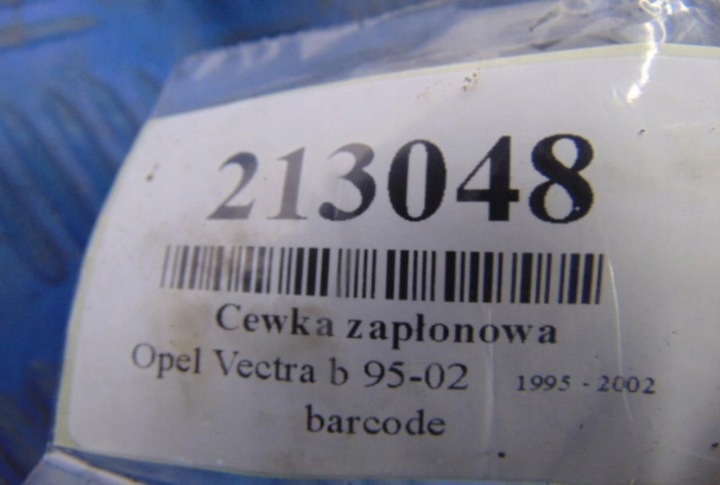 213048
Cewka zapłonowa
Opel Vectra b 95-02 1995 - 2002
barcode